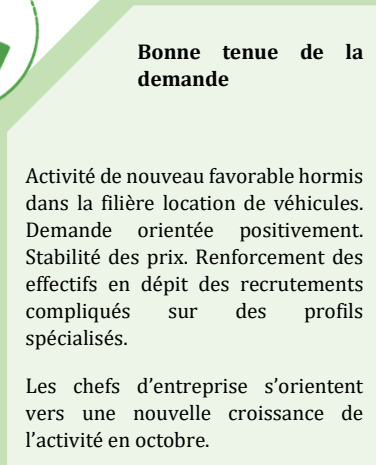 Bonne tenue de la
demande
Activité de nouveau favorable hormis
dans la filière location de véhicules.
Demande orientée positivement.
Stabilité des prix. Renforcement des
effectifs en dépit des recrutements
compliqués sur des profils
spécialisés.
Les chefs d’entreprise s’orientent
vers une nouvelle croissance de
l’activité en octobre.